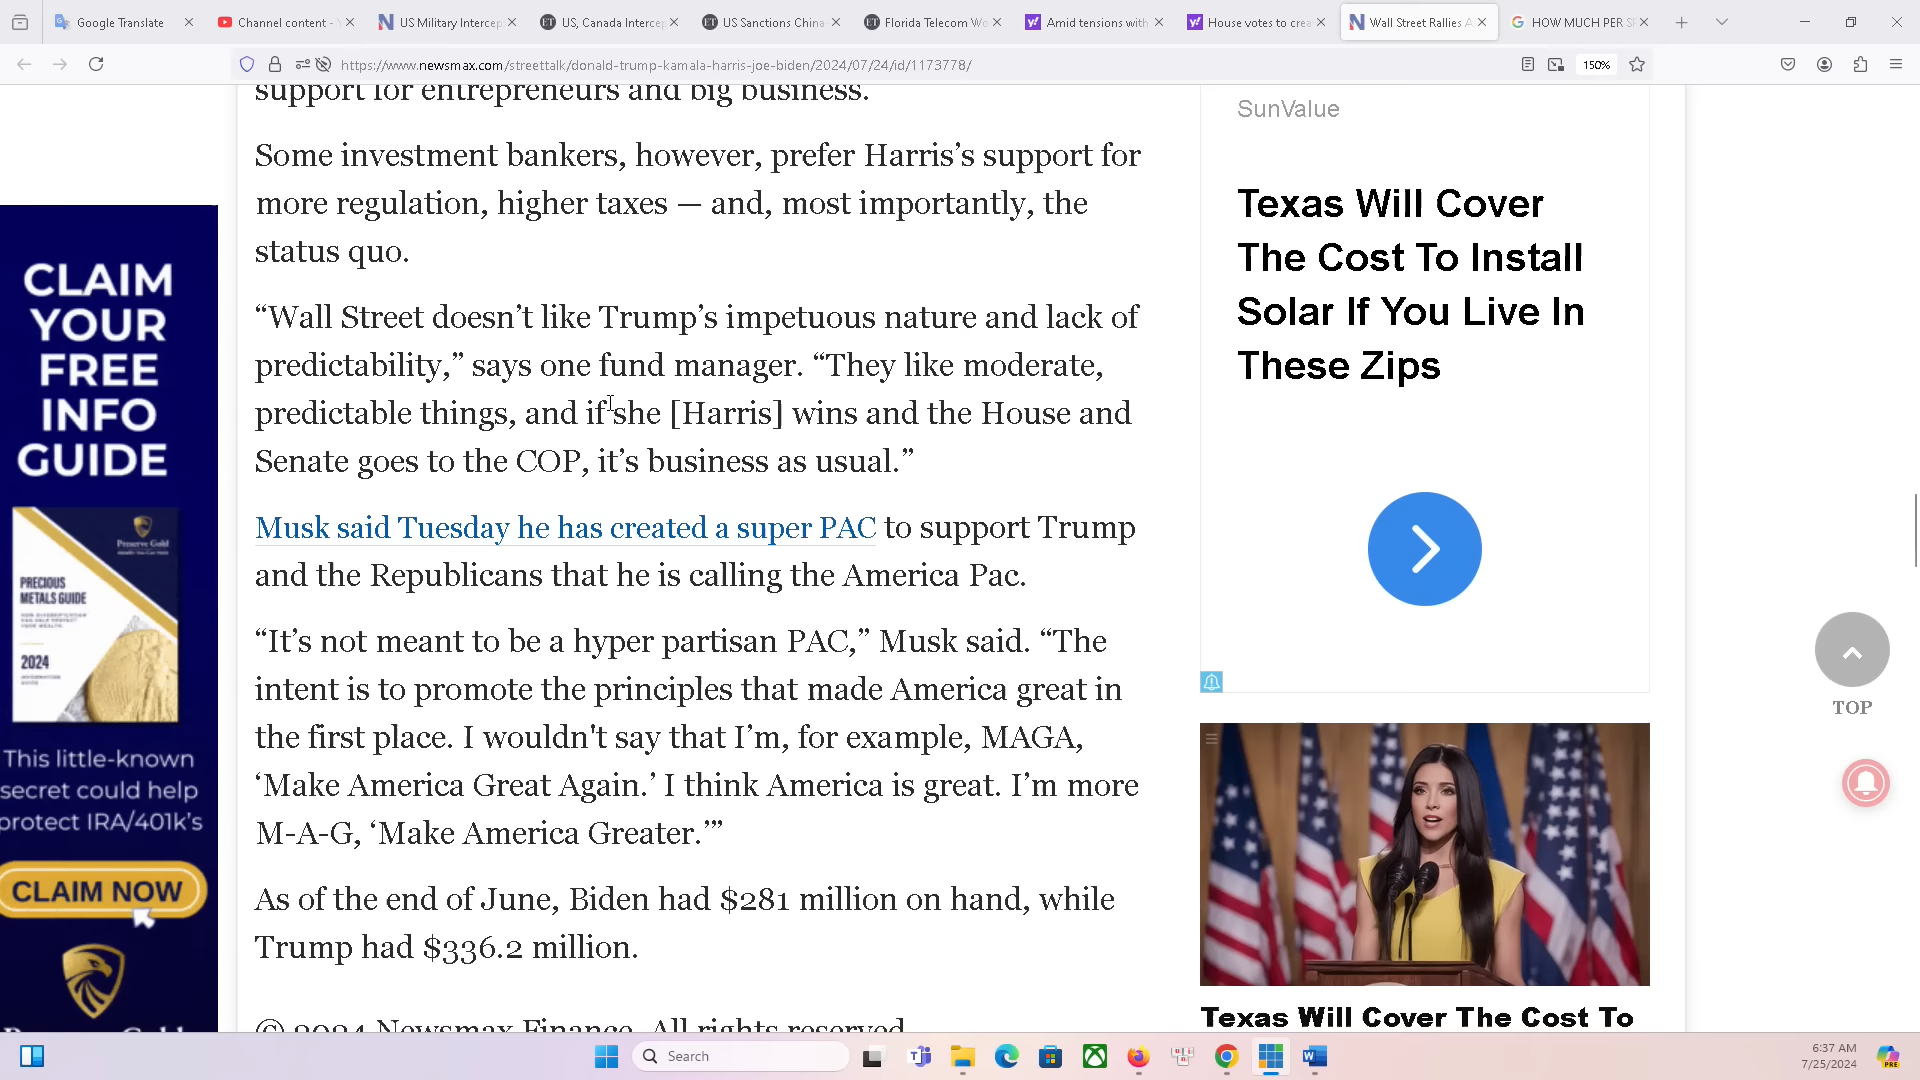 Google Translate
Channel content - Y
US Military Intercep
US, Canada Intercep
US Sanctions China
Florida Telecom Wo
Amid tensions with
House votes to crea
Wall Street Rallies A
HOW MUCH PER S
https://www.newsmax.com/streettalk/donald-trump-kamala-harris-joe-biden/2024/07/24/id/1173778/
150%
support for entrepreneurs and big business.
Some investment bankers, however, prefer Harris’s support for
more regulation, higher taxes — and, most importantly, the
status quo.
“Wall Street doesn’t like Trump’s impetuous nature and lack of
predictability,” says one fund manager. “They like moderate,
predictable things, and if she [Harris] wins and the House and
Senate goes to the COP, it’s business as usual.”
Musk said Tuesday he has created a super PAC to support Trump
and the Republicans that he is calling the America Pac.
“It’s not meant to be a hyper partisan PAC,” Musk said. “The
intent is to promote the principles that made America great in
the first place. I wouldn't say that I’m, for example, MAGA,
‘Make America Great Again.’ I think America is great. I’m more
M-A-G, ‘Make America Greater.’”
As of the end of June, Biden had $281 million on hand, while
Trump had $336.2 million.
© 2024 Newsmax Finance. All rights reserved.
CLAIM
YOUR
FREE
INFO
GUIDE
Preserve Gold
PRECIOUS
METALS GUIDE
2024
This little-known
secret could help
protect IRA/401k’s
CLAIM NOW
Preserve Gold
SunValue
Texas Will Cover
The Cost To Install
Solar If You Live In
These Zips
Texas Will Cover The Cost To
TOP
Search
6:37 AM
7/25/2024
PRE